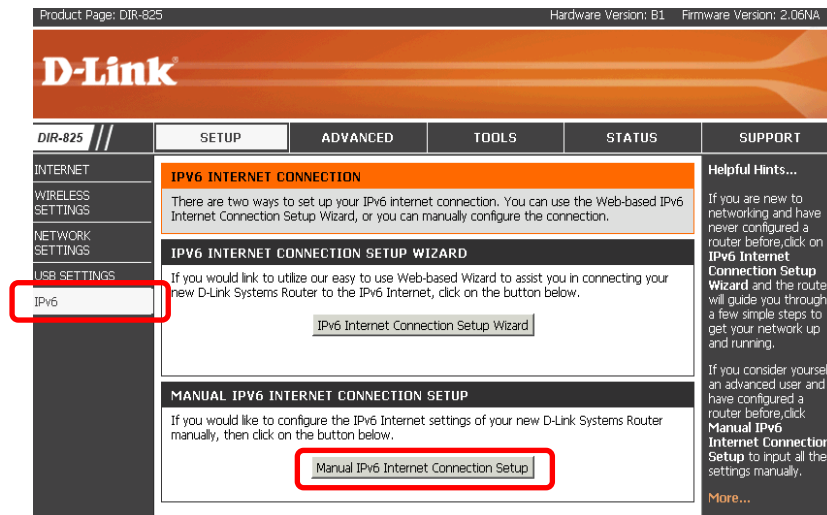 Product Page: DIR-825 Hardware Version: B1 Firmware Version: 2.06NA
D-Link
DIR-825 SETUP ADVANCED TOOLS STATUS SUPPORT
INTERNET
WIRELESS
SETTINGS
NETWORK
SETTINGS
USB SETTINGS
IPv6
IPV6 INTERNET CONNECTION
There are two ways to set up your IPv6 internet connection. You can use the Web-based IPv6
Internet Connection Setup Wizard, or you can manually configure the connection.
IPV6 INTERNET CONNECTION SETUP WIZARD
If you would link to utilize our easy to use Web-based Wizard to assist you in connecting your
new D-Link Systems Router to the IPv6 Internet, click on the button below.
IPv6 Internet Connection Setup Wizard
MANUAL IPV6 INTERNET CONNECTION SETUP
If you would like to configure the IPv6 Internet settings of your new D-Link Systems Router
manually, then click on the button below.
Manual IPv6 Internet Connection Setup
Helpful Hints...
If you are new to
networking and have
never configured a
router before,click on
IPv6 Internet
Connection Setup
Wizard and the route
will guide you through
a few simple steps to
get your network up
and running.
If you consider yoursel
an advanced user and
have configured a
router before,click
Manual IPv6
Internet Connection
Setup to input all the
settings manually.
More...